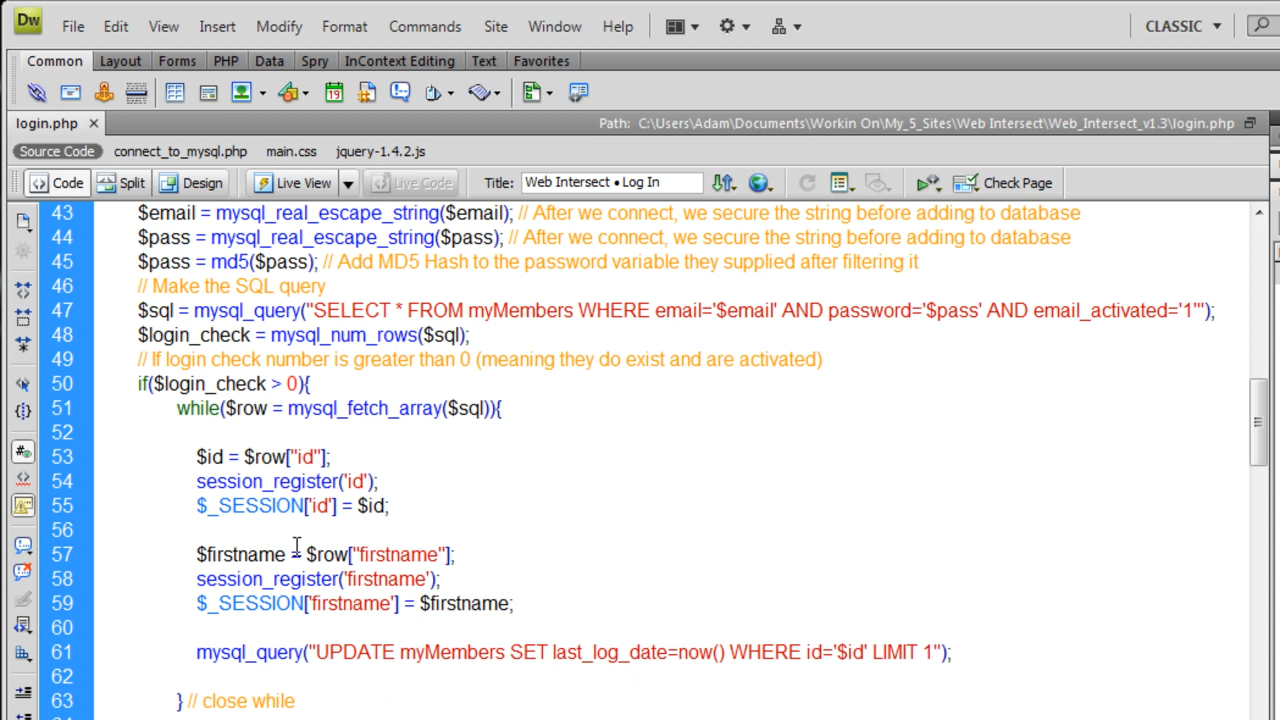 Dw File Edit View Insert Modify Format Commands Site Window Help CLASSIC
Common Layout Forms PHP Data Spry InContext Editing Text Favorites
19
login.php × Path: C:\Users\Adam\Documents\Workin On\My_5_Sites\Web Intersect\Web_Intersect_v1.3\login.php
Source Code connect_to_mysql.php main.css jquery-1.4.2.js
Code Split Design Live View Live Code Title: Web Intersect • Log In Check Page
43 $email = mysql_real_escape_string($email); // After we connect, we secure the string before adding to database
44 $pass = mysql_real_escape_string($pass); // After we connect, we secure the string before adding to database
45 $pass = md5($pass); // Add MD5 Hash to the password variable they supplied after filtering it
46 // Make the SQL query
47 $sql = mysql_query("SELECT * FROM myMembers WHERE email='$email' AND password='$pass' AND email_activated='1'");
48 $login_check = mysql_num_rows($sql);
49 // If login check number is greater than 0 (meaning they do exist and are activated)
50 if($login_check > 0){
51 while($row = mysql_fetch_array($sql)){
52
53 $id = $row["id"];
54 session_register('id');
55 $_SESSION['id'] = $id;
56
57 $firstname = $row["firstname"];
58 session_register('firstname');
59 $_SESSION['firstname'] = $firstname;
60
61 mysql_query("UPDATE myMembers SET last_log_date=now() WHERE id='$id' LIMIT 1");
62
63 } // close while